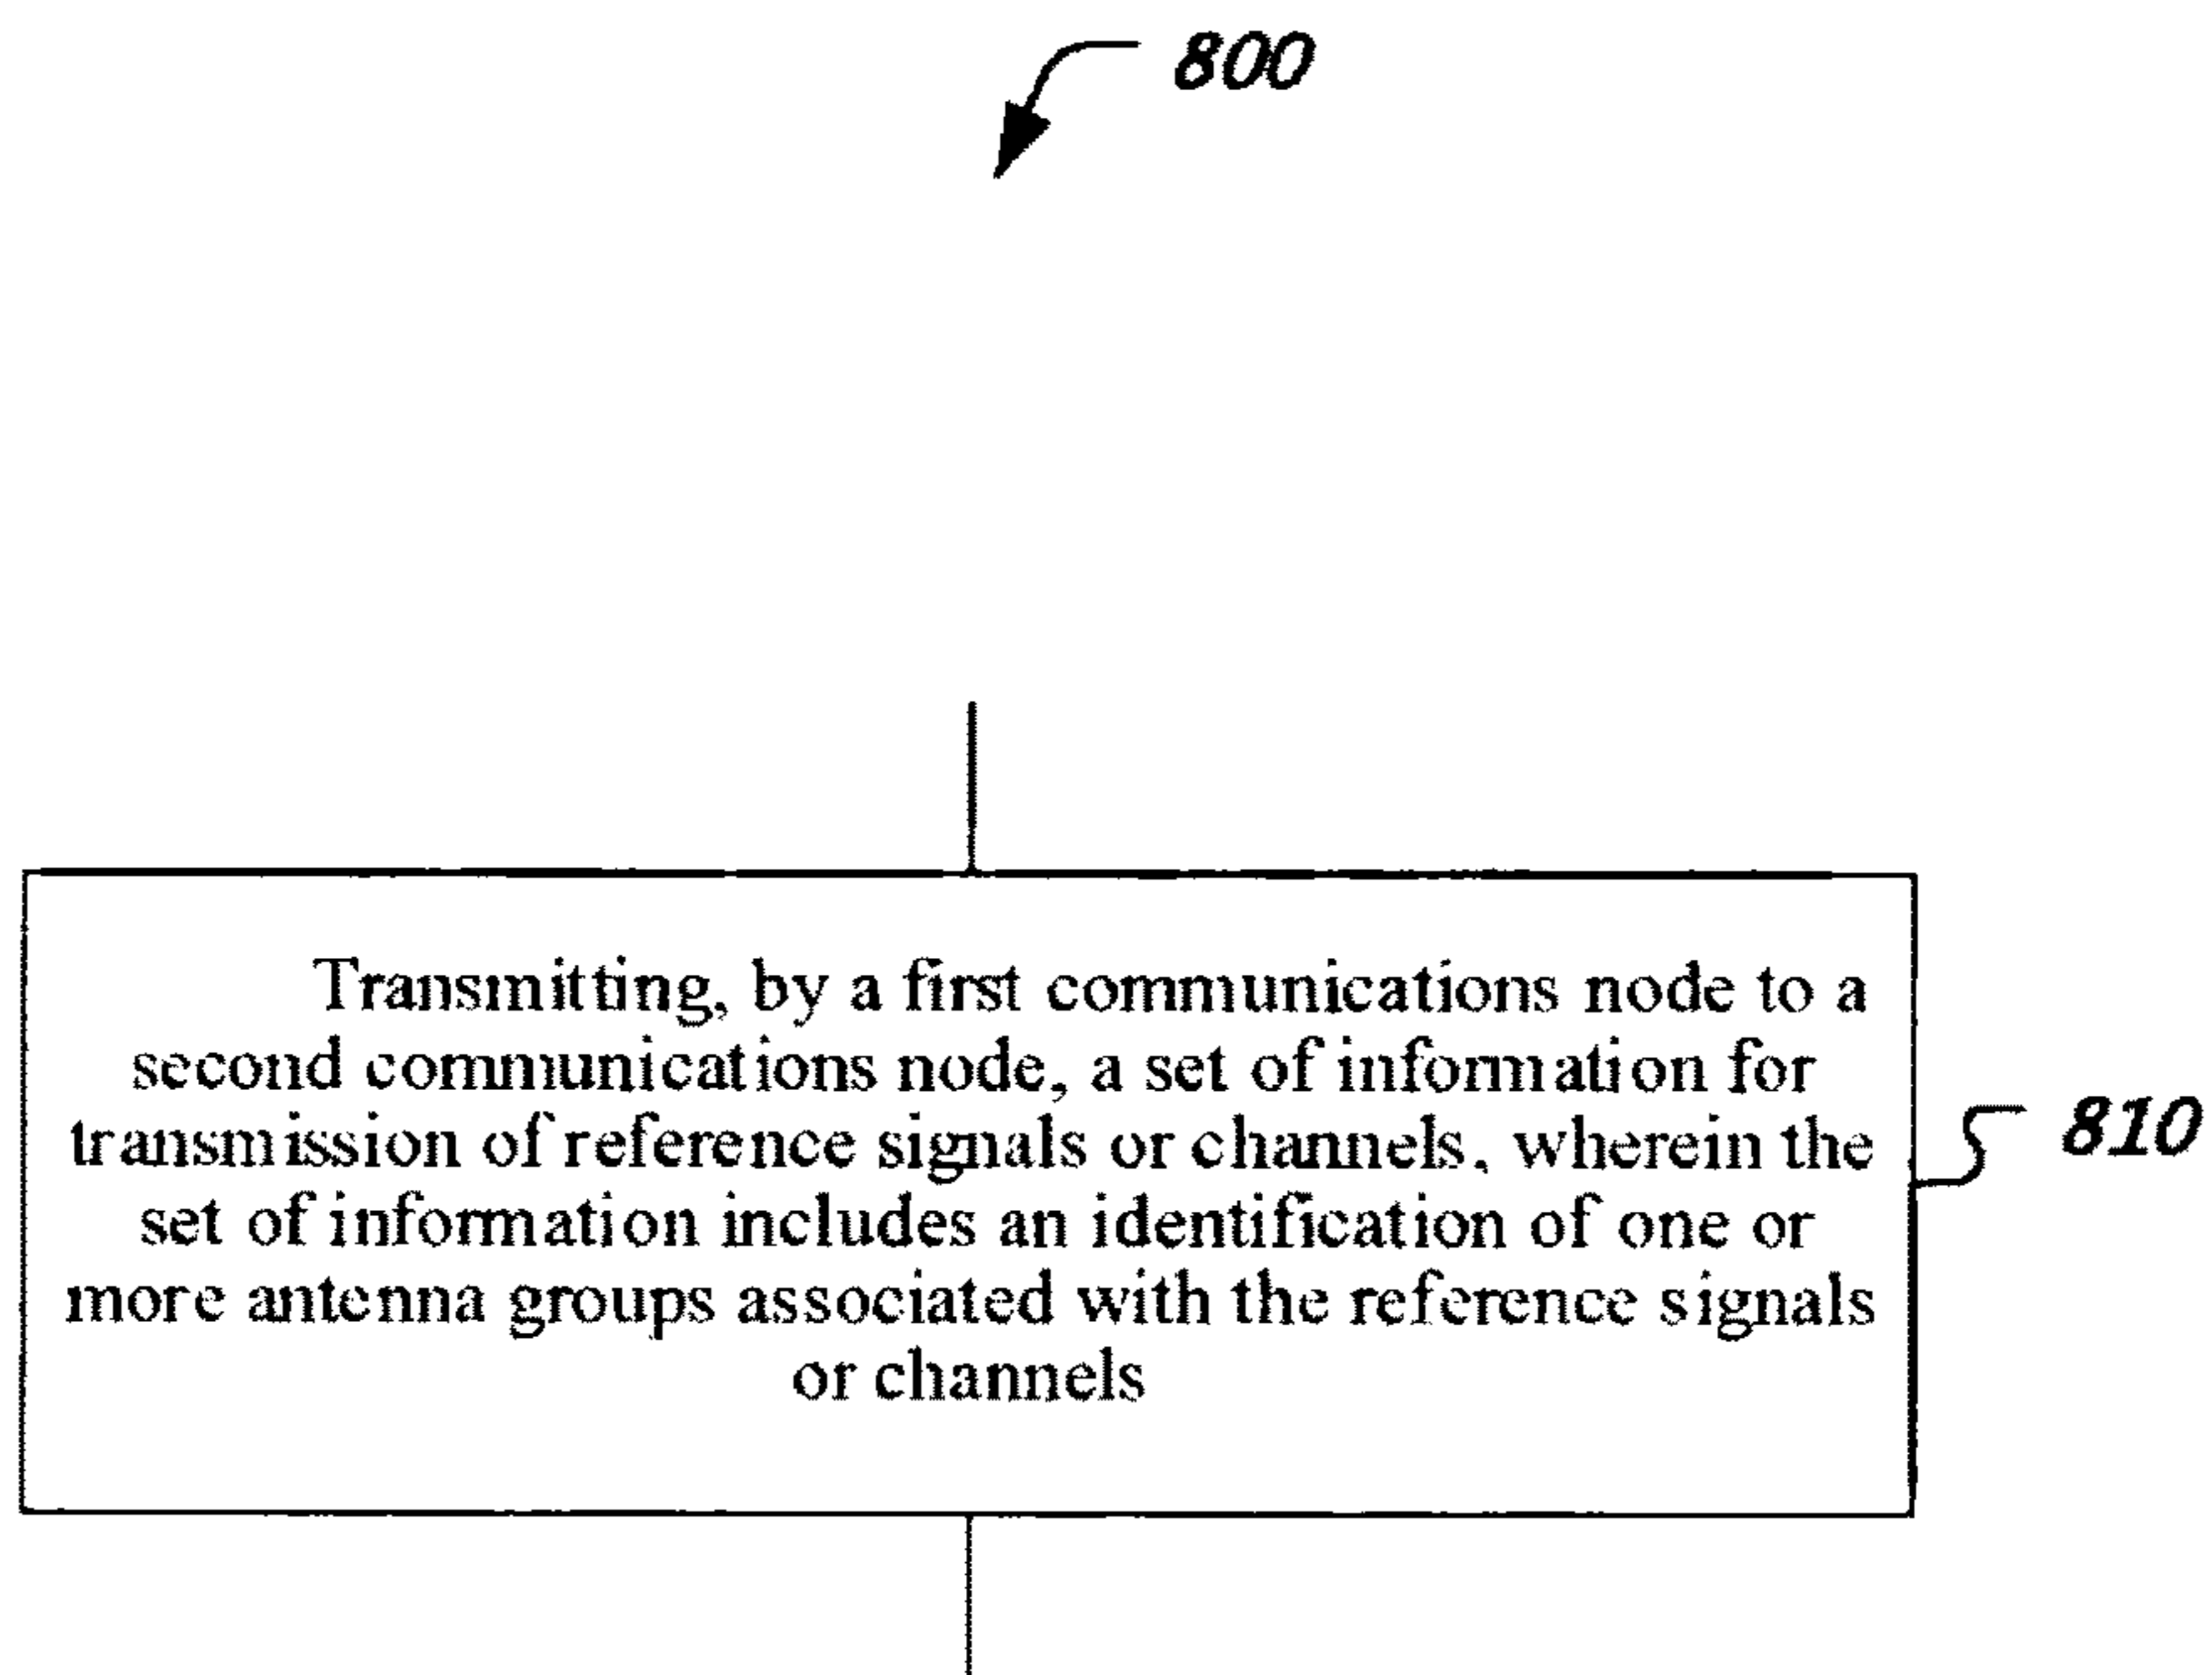 800
Transmitting, by a first communications node to a
second communications node, a set of information for
transmission of reference signals or channels, wherein the
set of information includes an identification of one or
more antenna groups associated with the reference signals
or channels
810